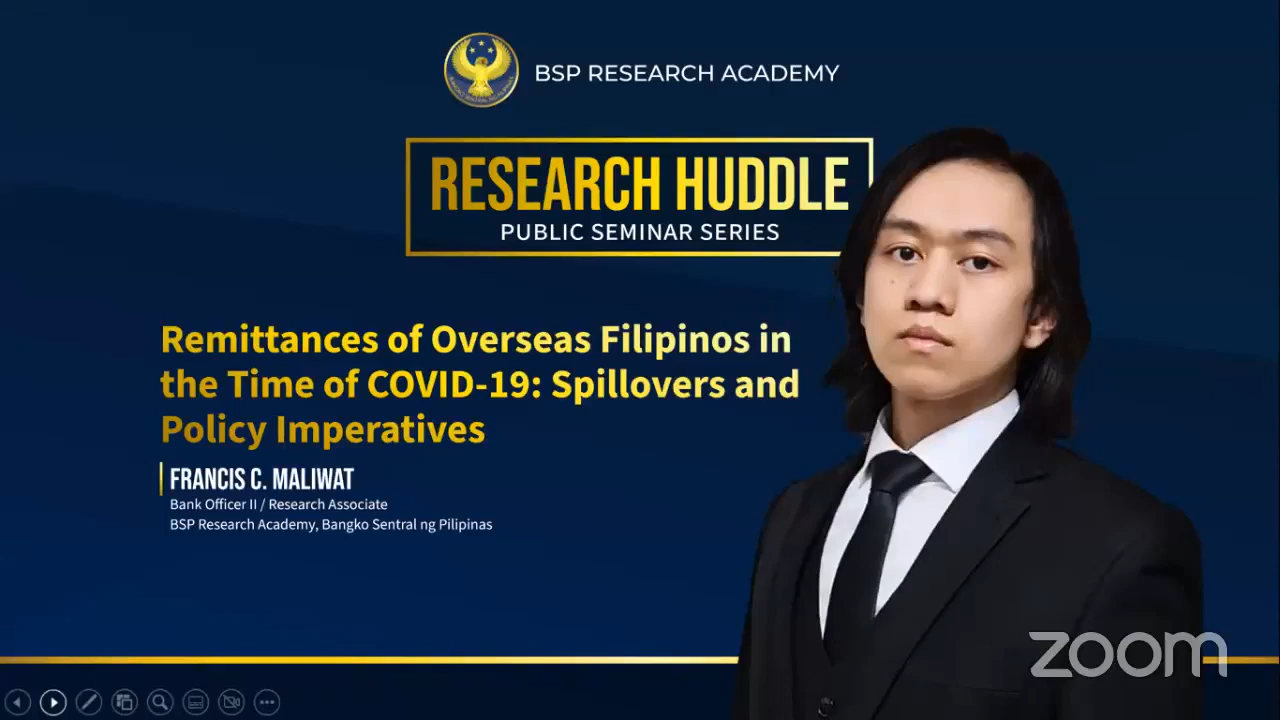 BSP RESEARCH ACADEMY
RESEARCH HUDDLE
PUBLIC SEMINAR SERIES
Remittances of Overseas Filipinos in
the Time of COVID-19: Spillovers and
Policy Imperatives
FRANCIS C. MALIWAT
Bank Officer II / Research Associate
BSP Research Academy, Bangko Sentral ng Pilipinas
zoom